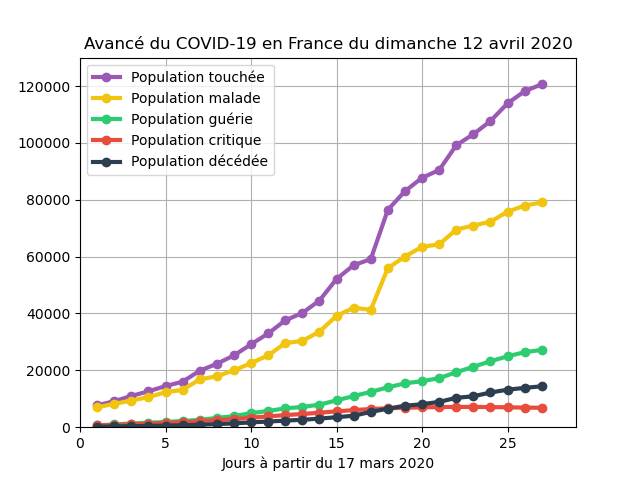 Avancé du COVID-19 en France du dimanche 12 avril 2020
Population touchée
Population malade
Population guérie
Population critique
Population décédée
120000
100000
80000
60000
40000
20000
0
0 5 10 15 20 25
Jours à partir du 17 mars 2020